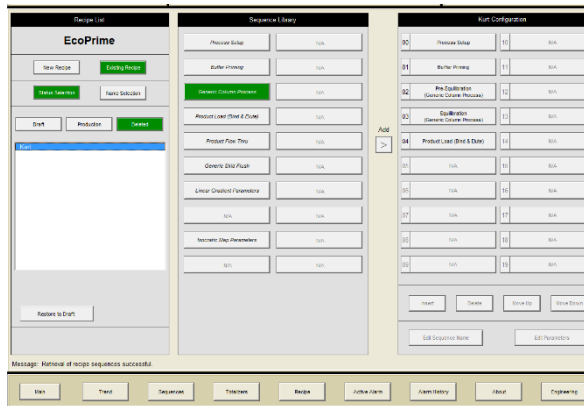 Recipe List
EcoPrime
New Recipe
Existing Recipe
Status Selection
Name Selection
Draft
Production
Deleted
Kurt
Restore to Draft
Sequence Library
Process Setup
N/A
Buffer Priming
N/A
Generic Column Process
N/A
Product Load (Bind & Elute)
N/A
Product Flow Thru
N/A
Generic Skid Flush
N/A
Linear Gradient Parameters
N/A
N/A
N/A
Isocratic Step Parameters
N/A
N/A
N/A
Add
>
Kurt Configuration
00 Process Setup
10 N/A
01 Buffer Priming
11 N/A
02 Pre-Equilibration
(Generic Column Process)
12 N/A
03 Equilibration
(Generic Column Process)
13 N/A
04 Product Load (Bind & Elute)
14 N/A
05 N/A
15 N/A
06 N/A
16 N/A
07 N/A
17 N/A
08 N/A
18 N/A
09 N/A
19 N/A
Insert
Delete
Move Up
Move Down
Edit Sequence Name
Edit Parameters
Message: Retrieval of recipe sequences successful.
Main
Trend
Sequences
Totalizers
Recipe
Active Alarm
Alarm History
About
Engineering